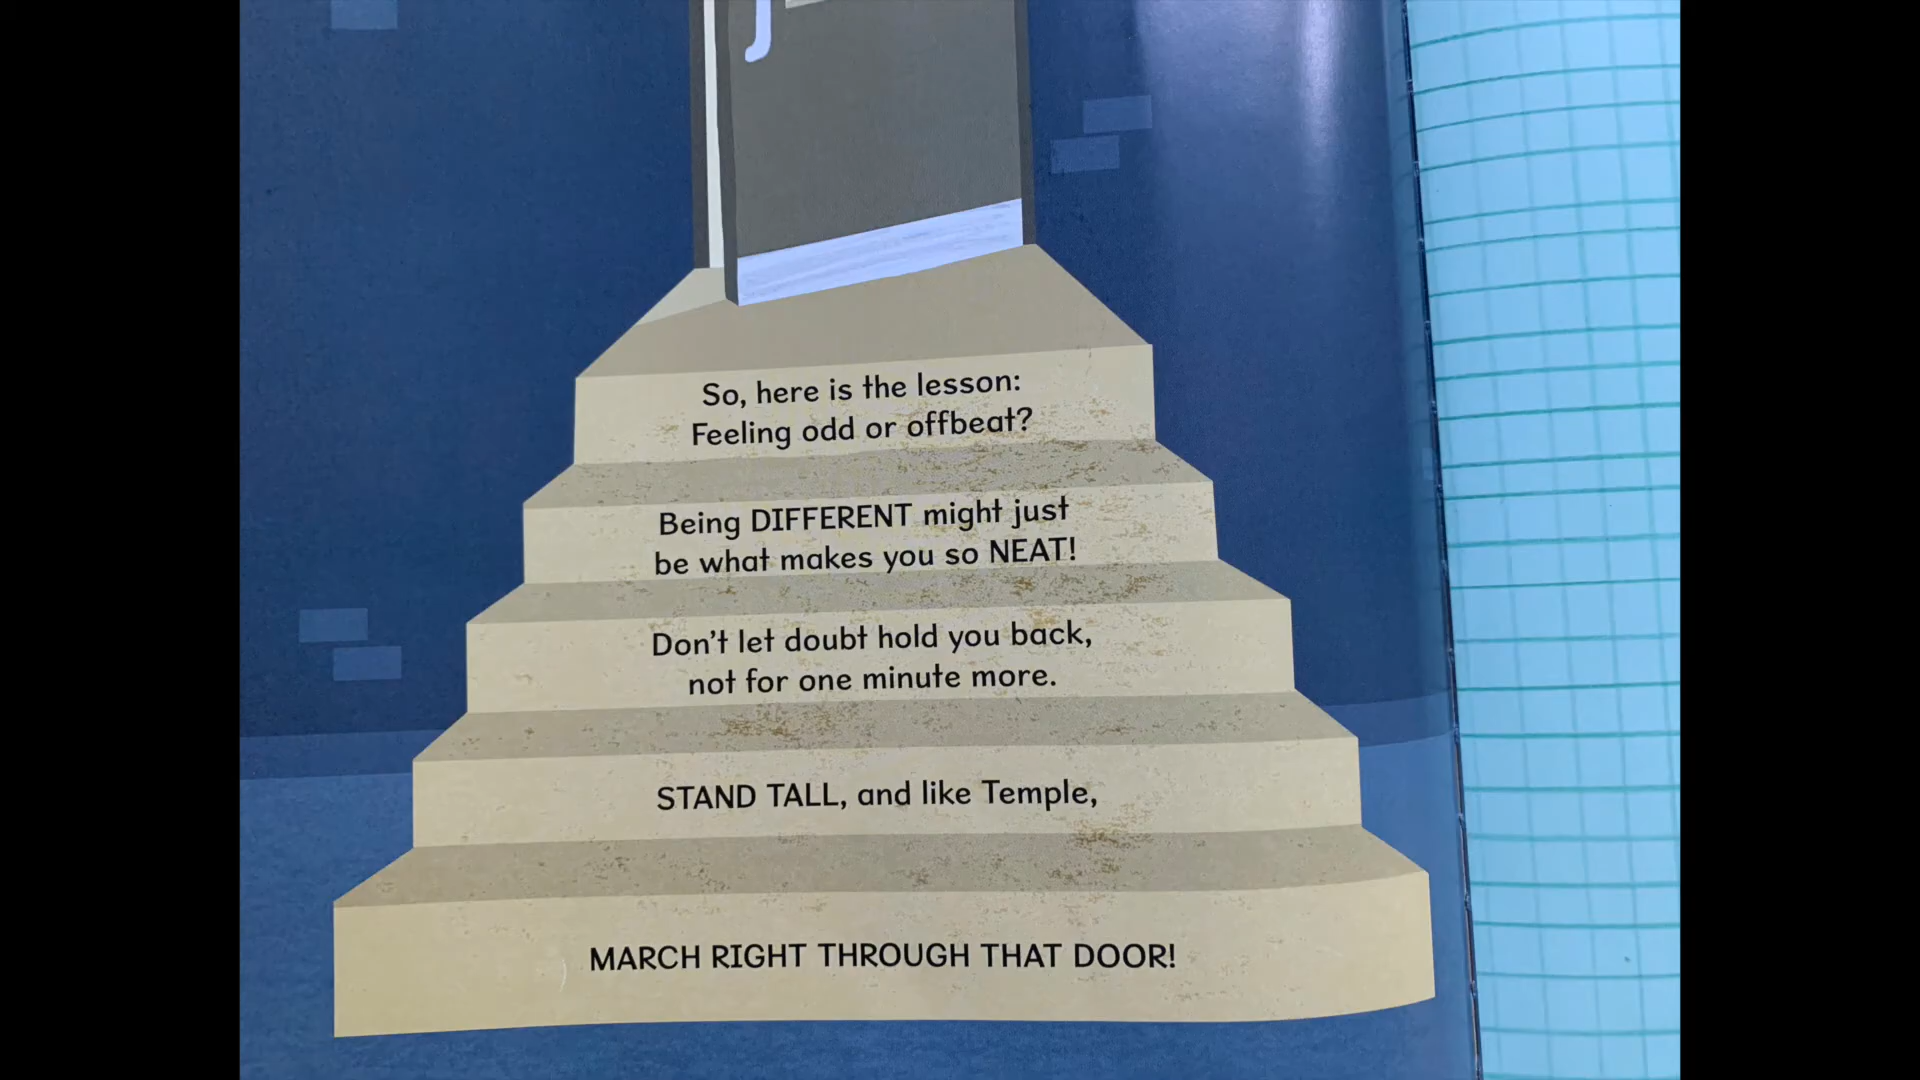 So, here is the lesson:
Feeling odd or offbeat?
Being DIFFERENT might just
be what makes you so NEAT!
Don't let doubt hold you back,
not for one minute more.
STAND TALL, and like Temple,
MARCH RIGHT THROUGH THAT DOOR!